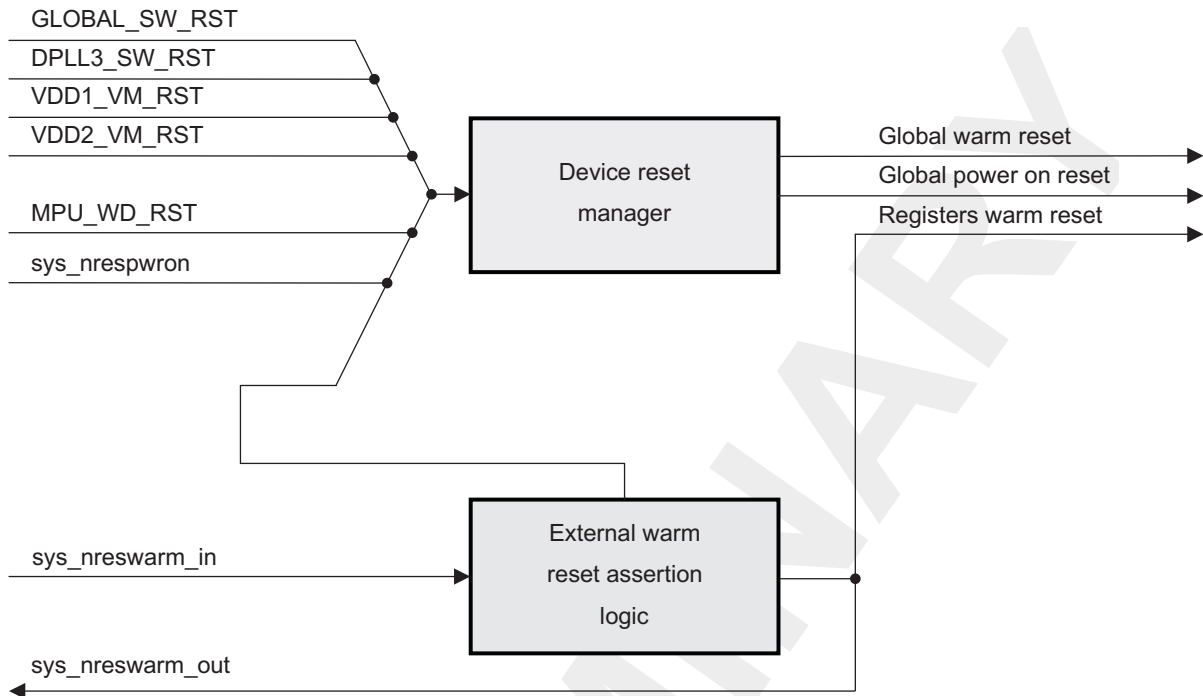 GLOBAL_SW_RST
DPLL3_SW_RST
VDD1_VM_RST
VDD2_VM_RST
MPU_WD_RST
sys_nrespwron
Device reset
manager
Global warm reset
Global power on reset
Registers warm reset
sys_nreswarm_in
External warm
reset assertion
logic
sys_nreswarm_out